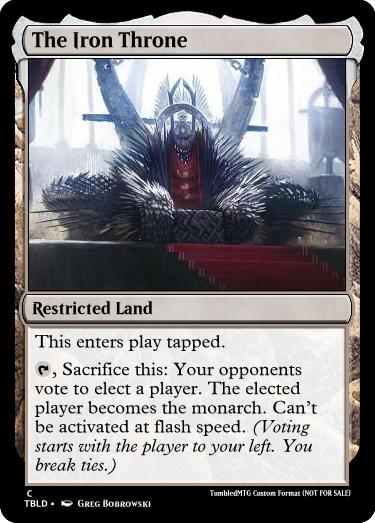 The Iron Throne
Restricted Land
This enters play tapped.
, Sacrifice this: Your opponents
vote to elect a player. The elected
player becomes the monarch. Can't
be activated at flash speed. (Voting
starts with the player to your left. You
break ties.)
C
TBLD • Greg Bobrowski
TumbledMTG Custom Format (NOT FOR SALE)